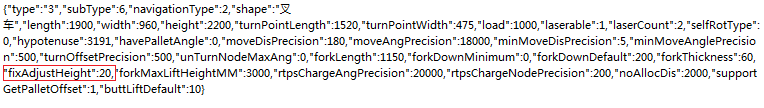 {"type":"3","subType":6,"navigationType":2,"shape":"叉
车","length":1900,"width":960,"height":2200,"turnPointLength":1520,"turnPointWidth":475,"load":1000,"laserable":1,"laserCount":2,"selfRotType":
0,"hypotenuse":3191,"havePalletAngle":0,"moveDisPrecision":180,"moveAngPrecision":18000,"minMoveDisPrecision":5,"minMoveAnglePrecisio
n":500,"turnOffsetPrecision":500,"unTurnNodeMaxAng":0,"forkLength":1150,"forkDownMinimum":0,"forkDownDefault":200,"forkThickness":60,
"fixAdjustHeight":20,"forkMaxLiftHeightMM":3000,"rtpsChargeAngPrecision":20000,"rtpsChargeNodePrecision":200,"noAllocDis":2000,"support
GetPalletOffset":1,"buttLiftDefault":10}